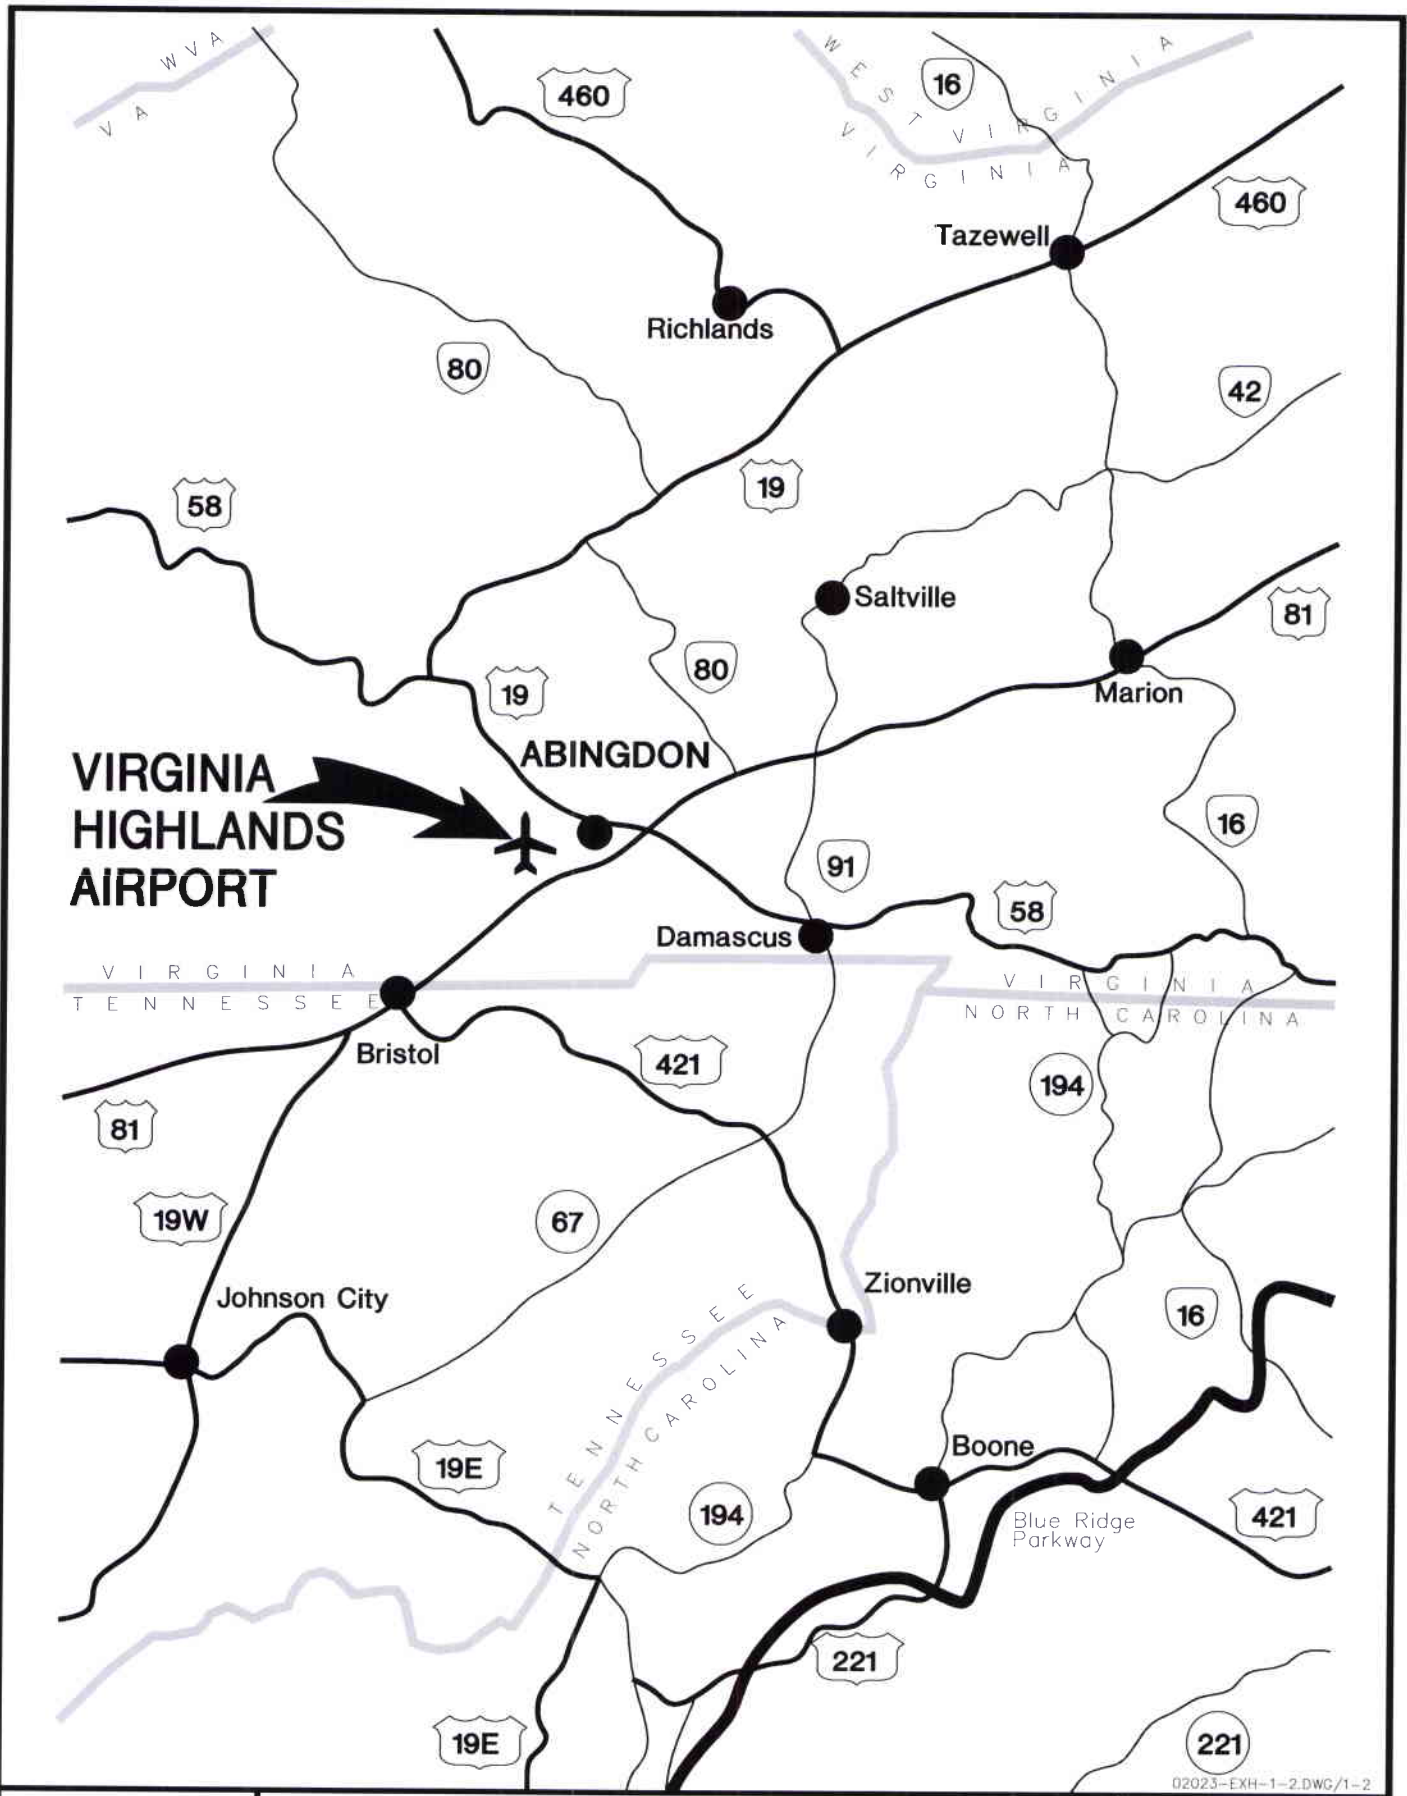 WVA
VA
460
WEST VIRGINIA
VIRGINIA
16
460
Tazewell
Richlands
80
42
58
19
Saltville
81
80
19
Marion
ABINGDON
VIRGINIA
HIGHLANDS
AIRPORT
16
91
58
Damascus
VIRGINIA
TENNESSEE
VIRGINIA
NORTH CAROLINA
Bristol
421
194
81
19W
67
Johnson City
Zionville
16
TENNESSEE
NORTH CAROLINA
Boone
19E
194
421
Blue Ridge
Parkway
221
19E
221
02023-EXH-1-2.DWG/1-2